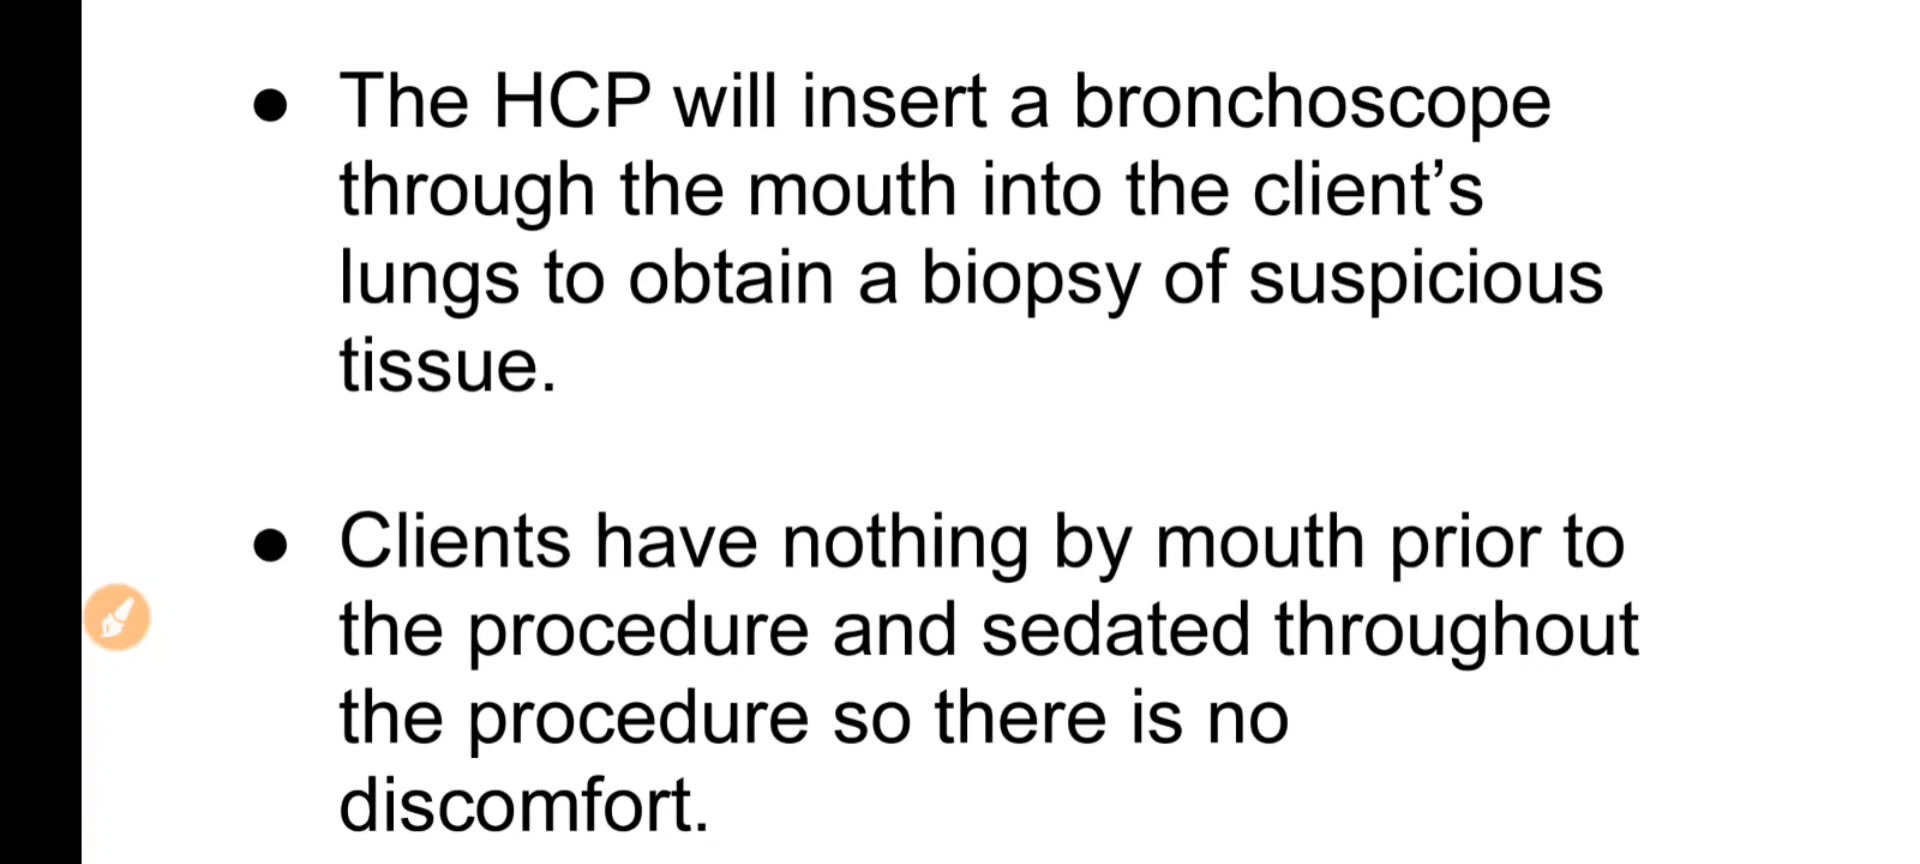 ● The HCP will insert a bronchoscope
through the mouth into the client’s
lungs to obtain a biopsy of suspicious
tissue.
● Clients have nothing by mouth prior to
the procedure and sedated throughout
the procedure so there is no
discomfort.